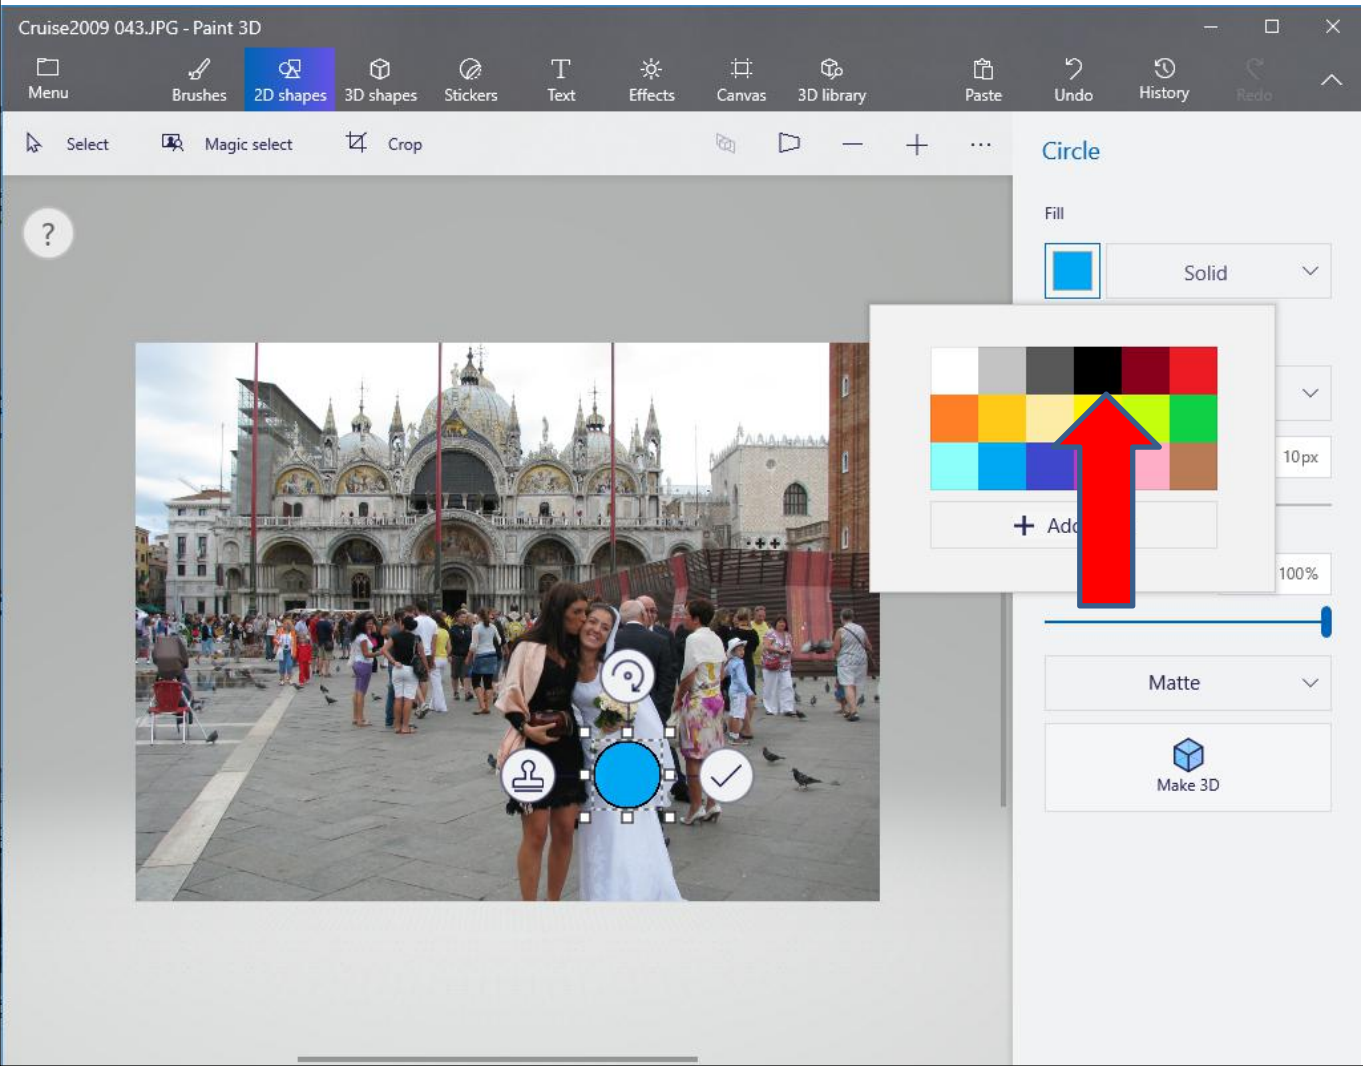 Cruise2009 043.JPG - Paint 3D
Menu
Brushes
2D shapes
3D shapes
Stickers
Text
Effects
Canvas
3D library
Paste
Undo
History
Redo
Select
Magic select
Crop
Circle
?
Fill
Solid
10px
+ Add
100%
Matte
Make 3D